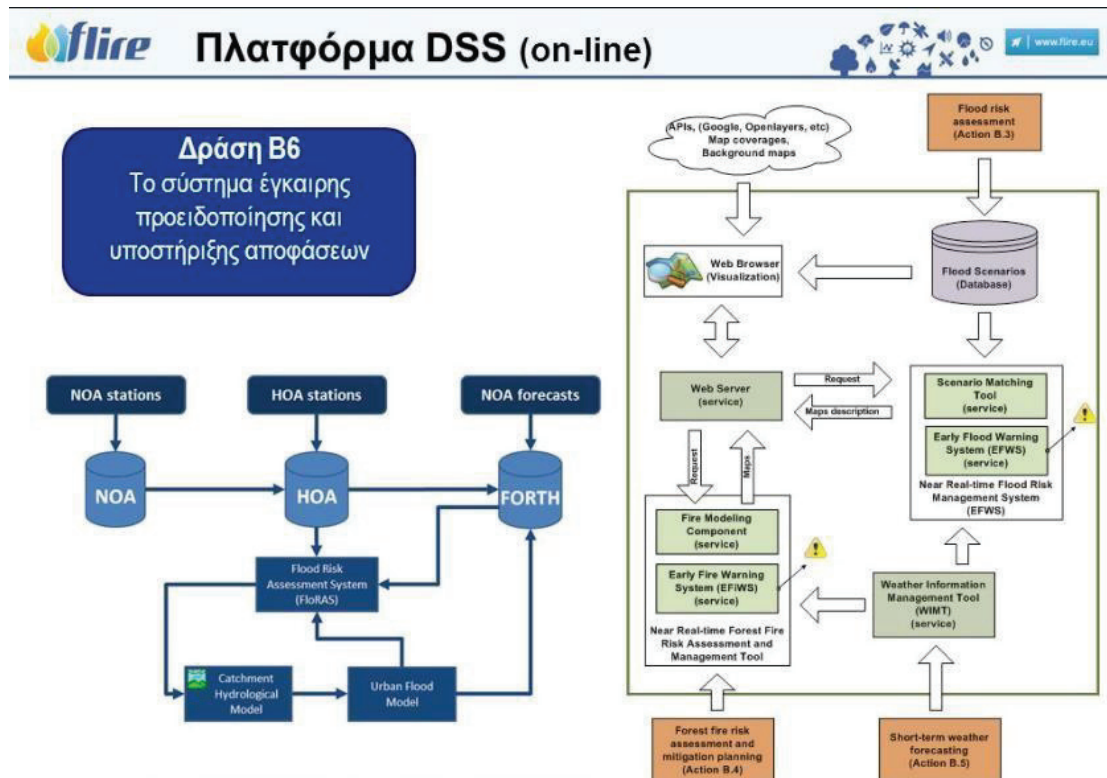 flire
Πλατφόρμα DSS (on-line)
www.flire.eu
Δράση Β6
Το σύστημα έγκαιρης
προειδοποίησης και
υποστήριξης αποφάσεων
NOA stations
HOA stations
NOA forecasts
NOA
HOA
FORTH
Flood Risk
Assessment System
(FloRAS)
Catchment
Hydrological
Model
Urban Flood
Model
APIs, (Google, Openlayers, etc)
Map coverages,
Background maps
Flood risk
assessment
(Action B.3)
Web Browser
(Visualization)
Flood Scenarios
(Database)
Web Server
(service)
Request
Maps description
Scenario Matching
Tool
(service)
Early Flood Warning
System (EFWS)
(service)
Near Real-time Flood Risk
Management System
(EFWS)
Request
Maps
Fire Modeling
Component
(service)
Early Fire Warning
System (EFiWS)
(service)
Near Real-time Forest Fire
Risk Assessment and
Management Tool
Weather Information
Management Tool
(WIMT)
(service)
Forest fire risk
assessment and
mitigation planning
(Action B.4)
Short-term weather
forecasting
(Action B.5)